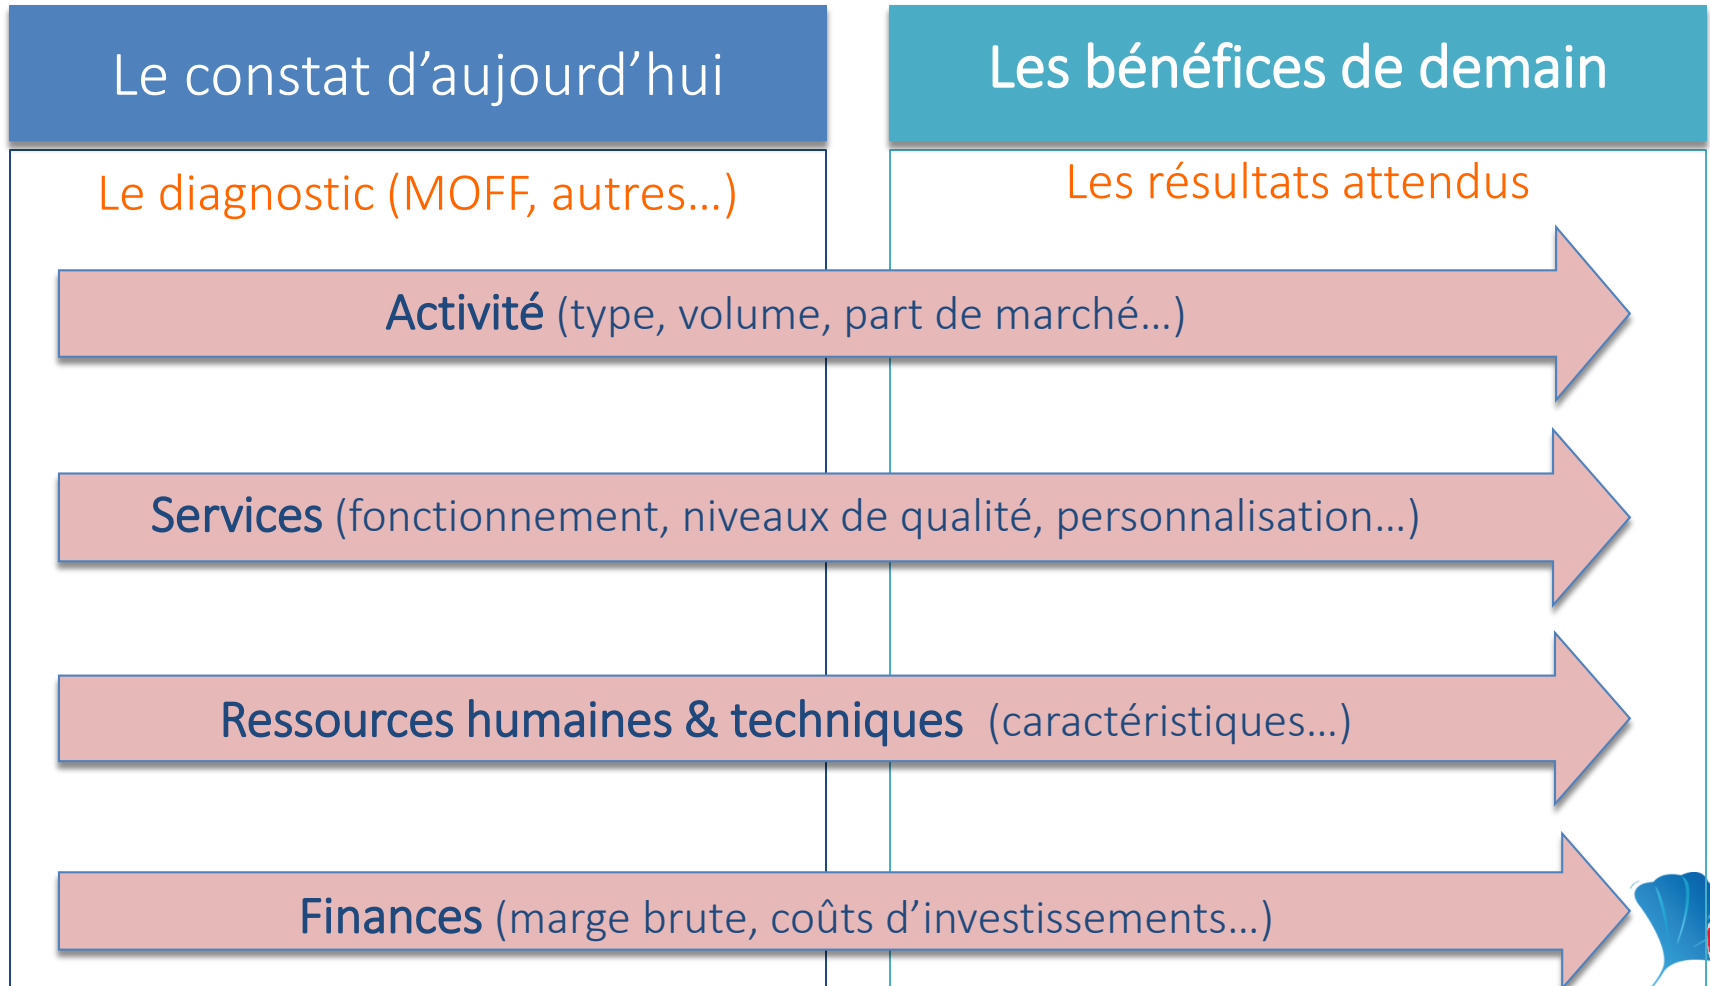 Le constat d’aujourd’hui
Les bénéfices de demain
Le diagnostic (MOFF, autres…)
Les résultats attendus
Activité (type, volume, part de marché…)
Services (fonctionnement, niveaux de qualité, personnalisation…)
Ressources humaines & techniques (caractéristiques…)
Finances (marge brute, coûts d’investissements…)